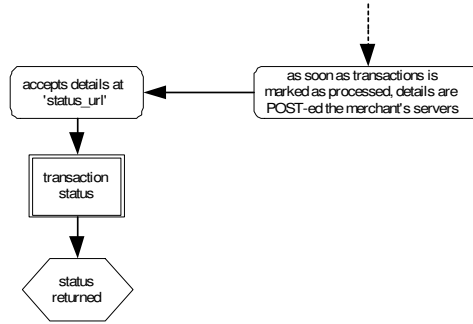 as soon as transactions is
marked as processed, details are
POST-ed the merchant's servers
accepts details at
'status_url'
transaction
status
status
returned